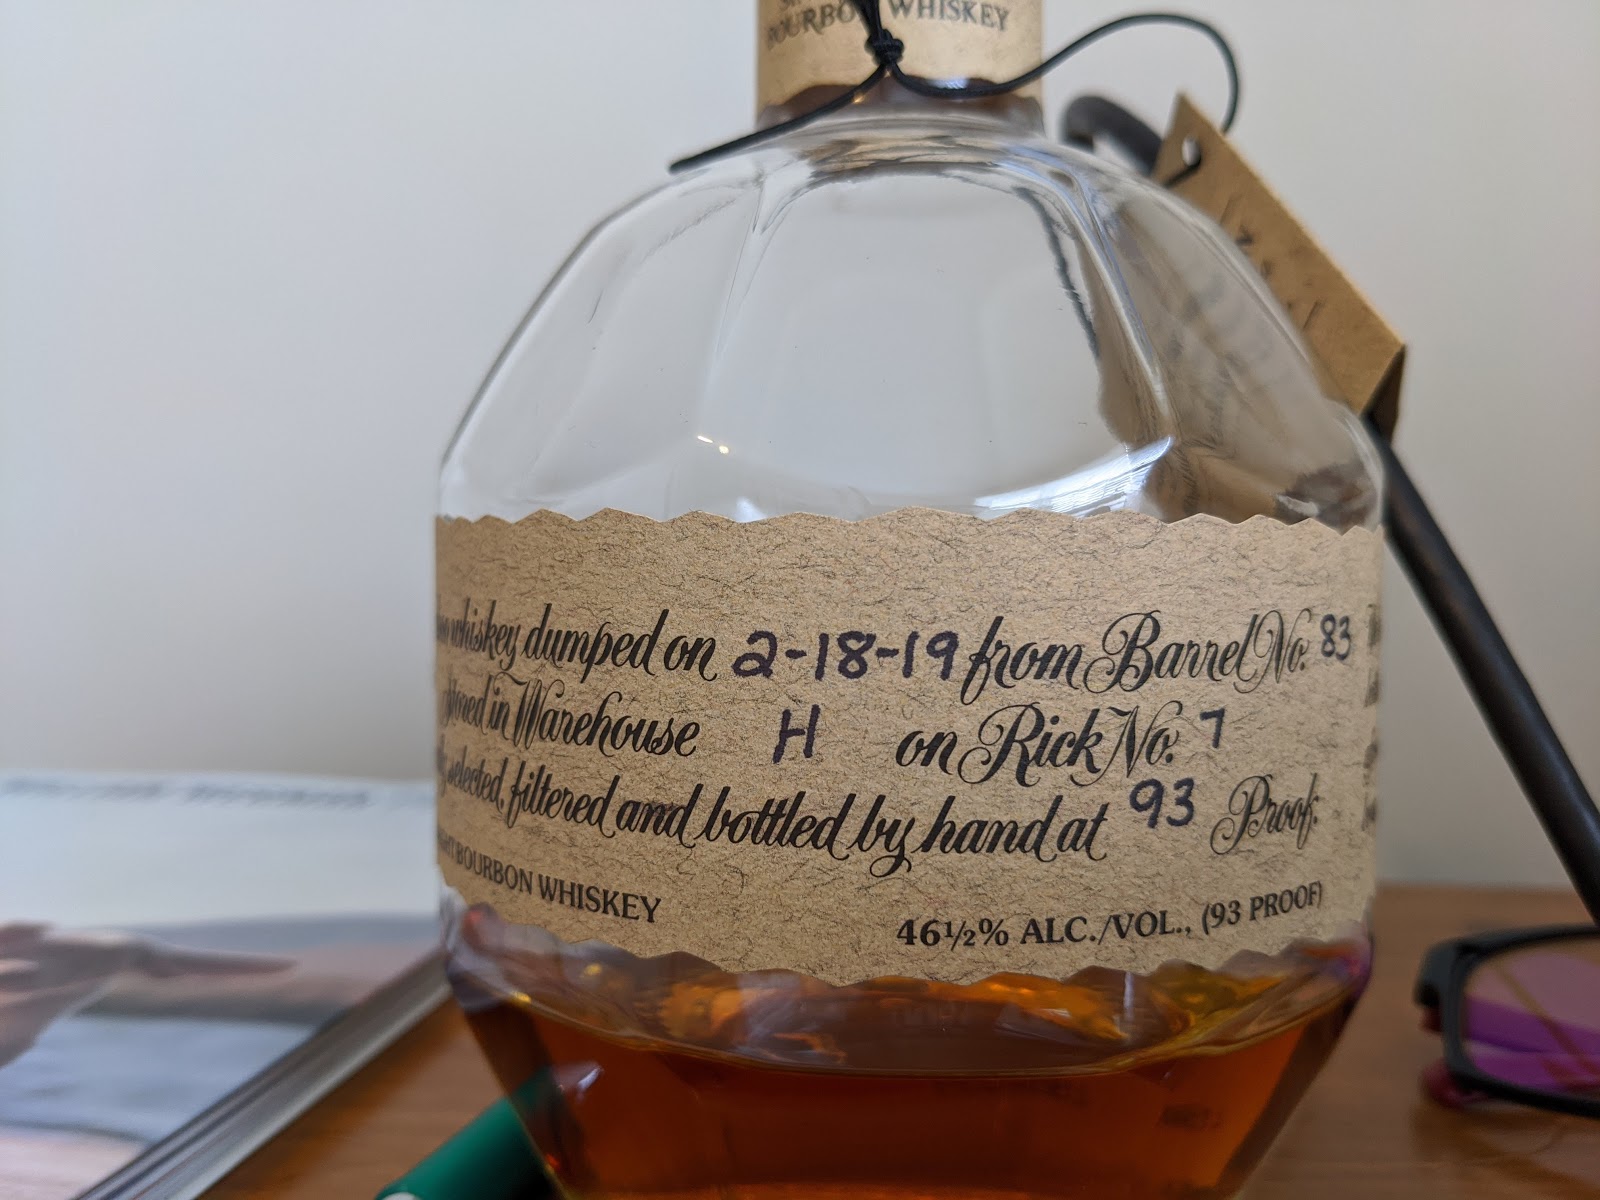 BOURBON WHISKEY
whiskey dumped on 2-18-19 from Barrel No. 83
in Warehouse H on Rick No. 7
selected, filtered and bottled by hand at 93 Proof.
BOURBON WHISKEY 46½% ALC./VOL., (93 PROOF)